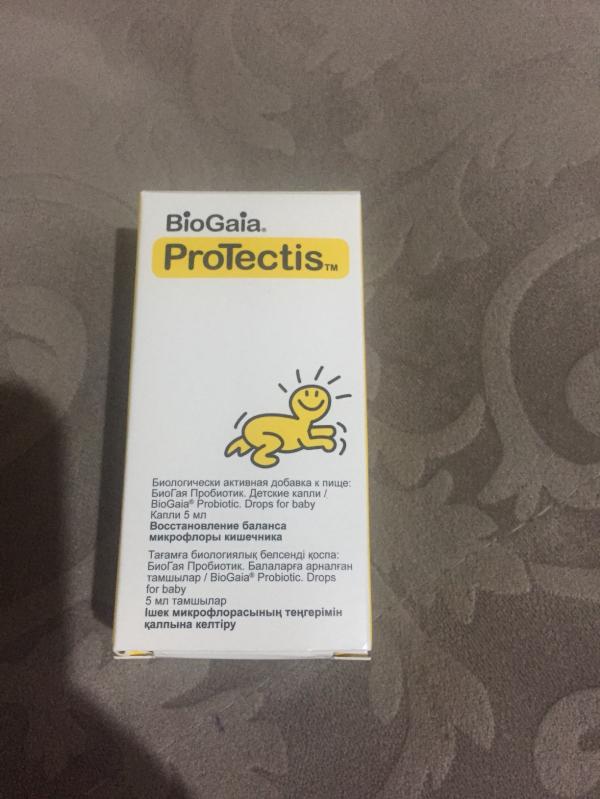 BioGaia®
ProTectis™
Биологически активная добавка к пище:
БиоГая Пробиотик. Детские капли /
BioGaia® Probiotic. Drops for baby
Капли 5 мл
Восстановление баланса
микрофлоры кишечника
Тағамға биологиялық белсенді қоспа:
БиоГая Пробиотик. Балаларға арналған
тамшылар / BioGaia® Probiotic. Drops
for baby
5 мл тамшылар
Ішек микрофлорасының теңгерімін
қалпына келтіру